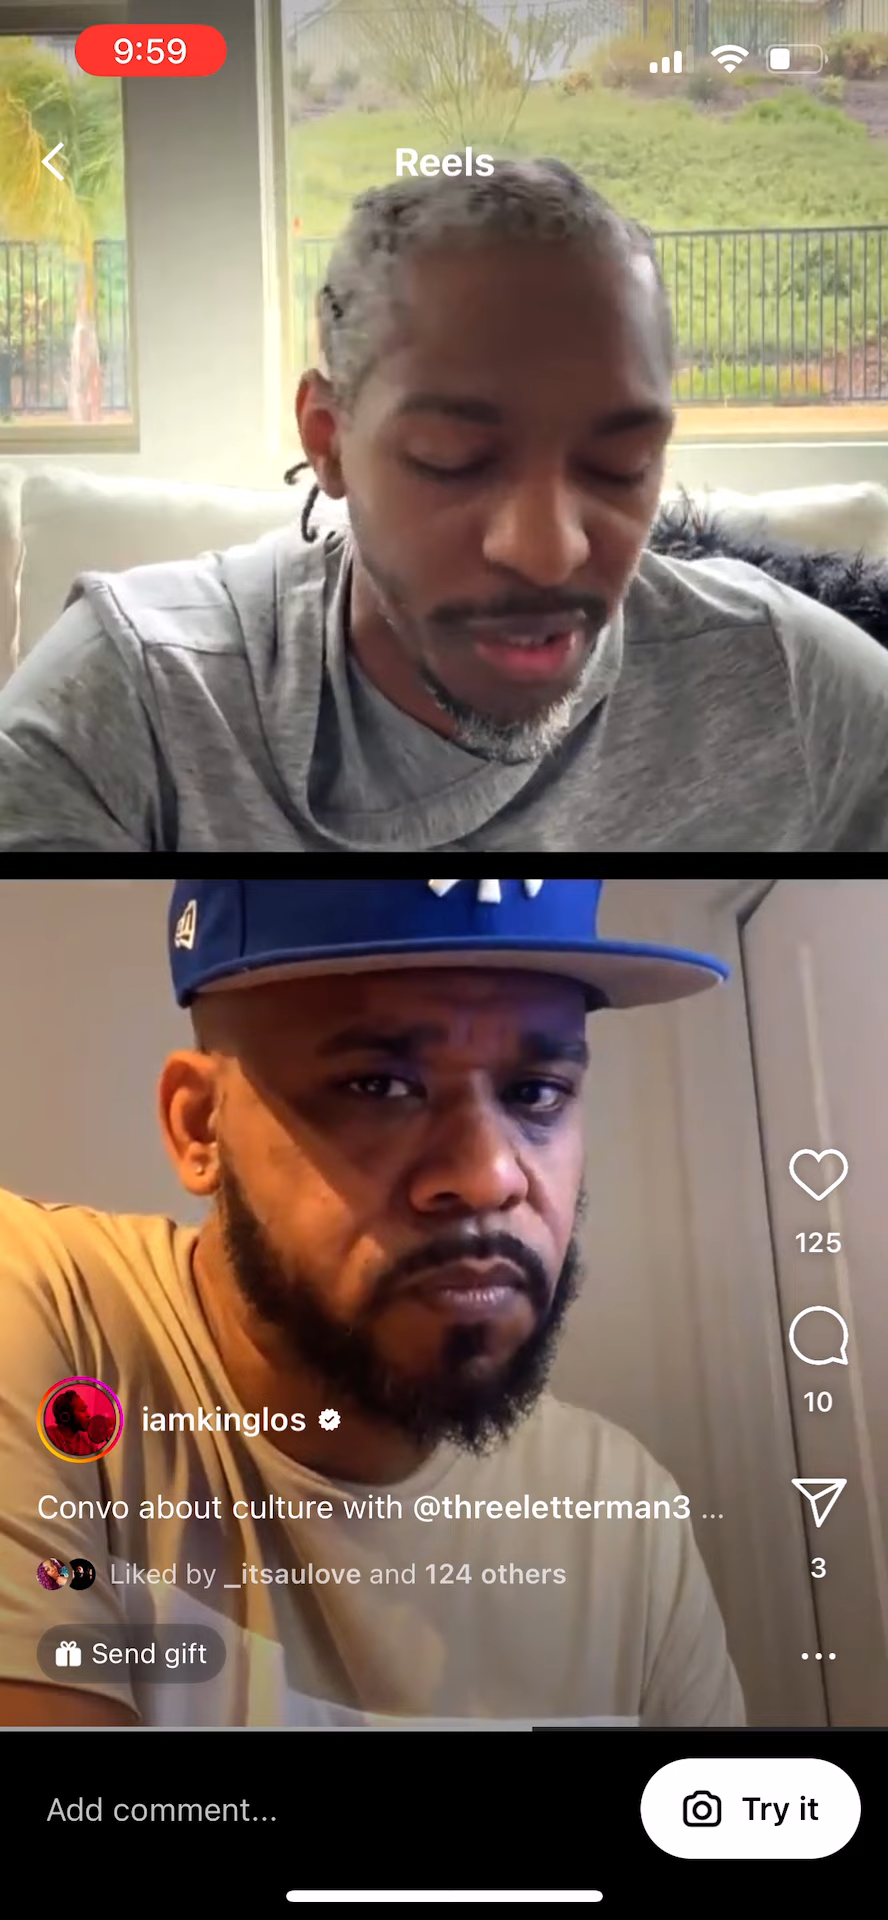 9:59
Reels
125
10
iamkinglos
Convo about culture with @threeletterman3 ...
3
Liked by _itsaulove and 124 others
Send gift
Add comment...
Try it